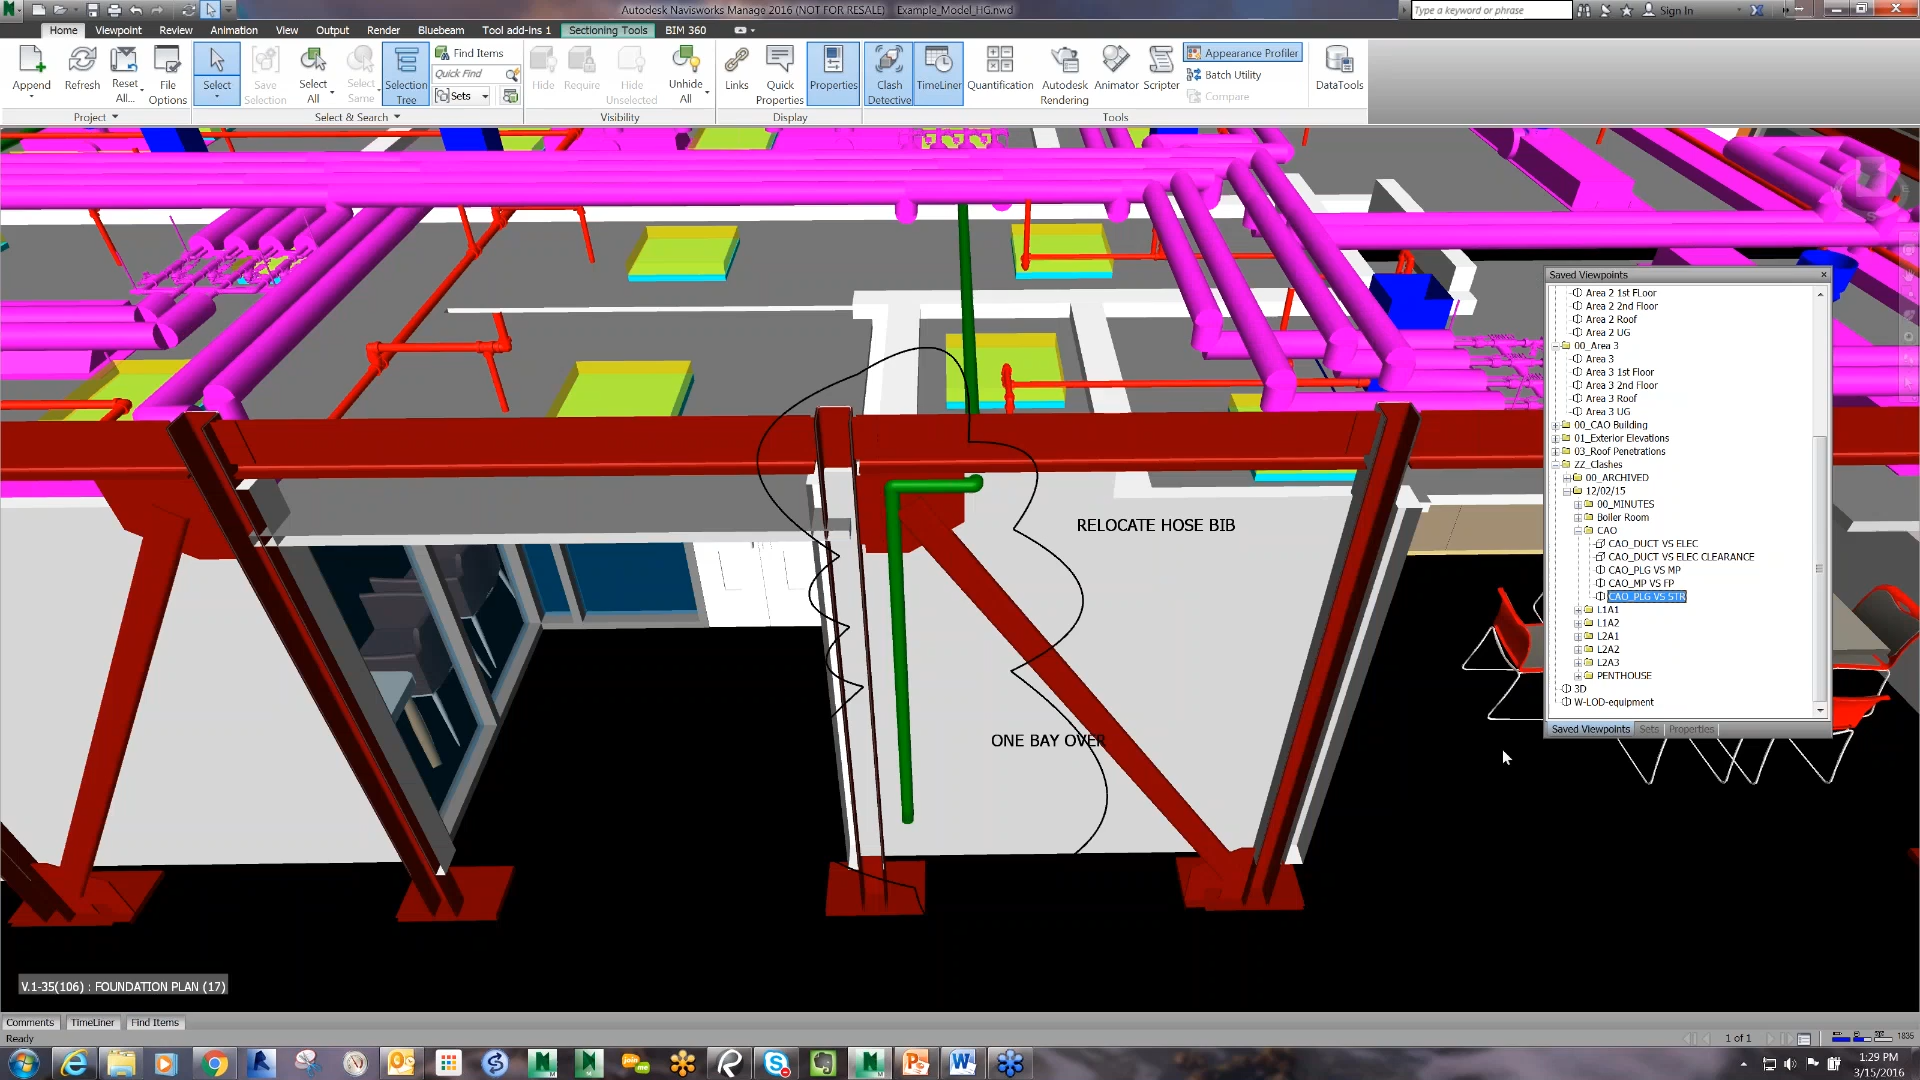 Autodesk Navisworks Manage 2016 (NOT FOR RESALE) Example_Model_HG.nwd
Type a keyword or phrase
Sign In
Home Viewpoint Review Animation View Output Render Bluebeam Tool add-ins 1 Sectioning Tools BIM 360
Append
Refresh
Reset All...
File Options
Select
Save Selection
Select All
Select Same
Selection Tree
Find Items
Quick Find
Sets
Hide
Require
Hide Unselected
Unhide All
Links
Quick Properties
Properties
Clash Detective
TimeLiner
Quantification
Autodesk Rendering
Animator
Scripter
Appearance Profiler
Batch Utility
Compare
DataTools
Project
Select & Search
Visibility
Display
Tools
Saved Viewpoints
Area 2 1st FLoor
Area 2 2nd Floor
Area 2 Roof
Area 2 UG
00_Area 3
Area 3
Area 3 1st Floor
Area 3 2nd Floor
Area 3 Roof
Area 3 UG
00_CAO Building
01_Exterior Elevations
03_Roof Penetrations
ZZ_Clashes
00_ARCHIVED
12/02/15
00_MINUTES
Boiler Room
CAO
CAO_DUCT VS ELEC
CAO_DUCT VS ELEC CLEARANCE
CAO_PLG VS MP
CAO_MP VS FP
CAO_PLG VS STR
L1A1
L1A2
L2A1
L2A2
L2A3
PENTHOUSE
3D
W-LOD-equipment
Saved Viewpoints Sets Properties
RELOCATE HOSE BIB
ONE BAY OVER
V.1-35(106) : FOUNDATION PLAN (17)
Comments TimeLiner Find Items
Ready
1 of 1
1835
1:29 PM
3/15/2016